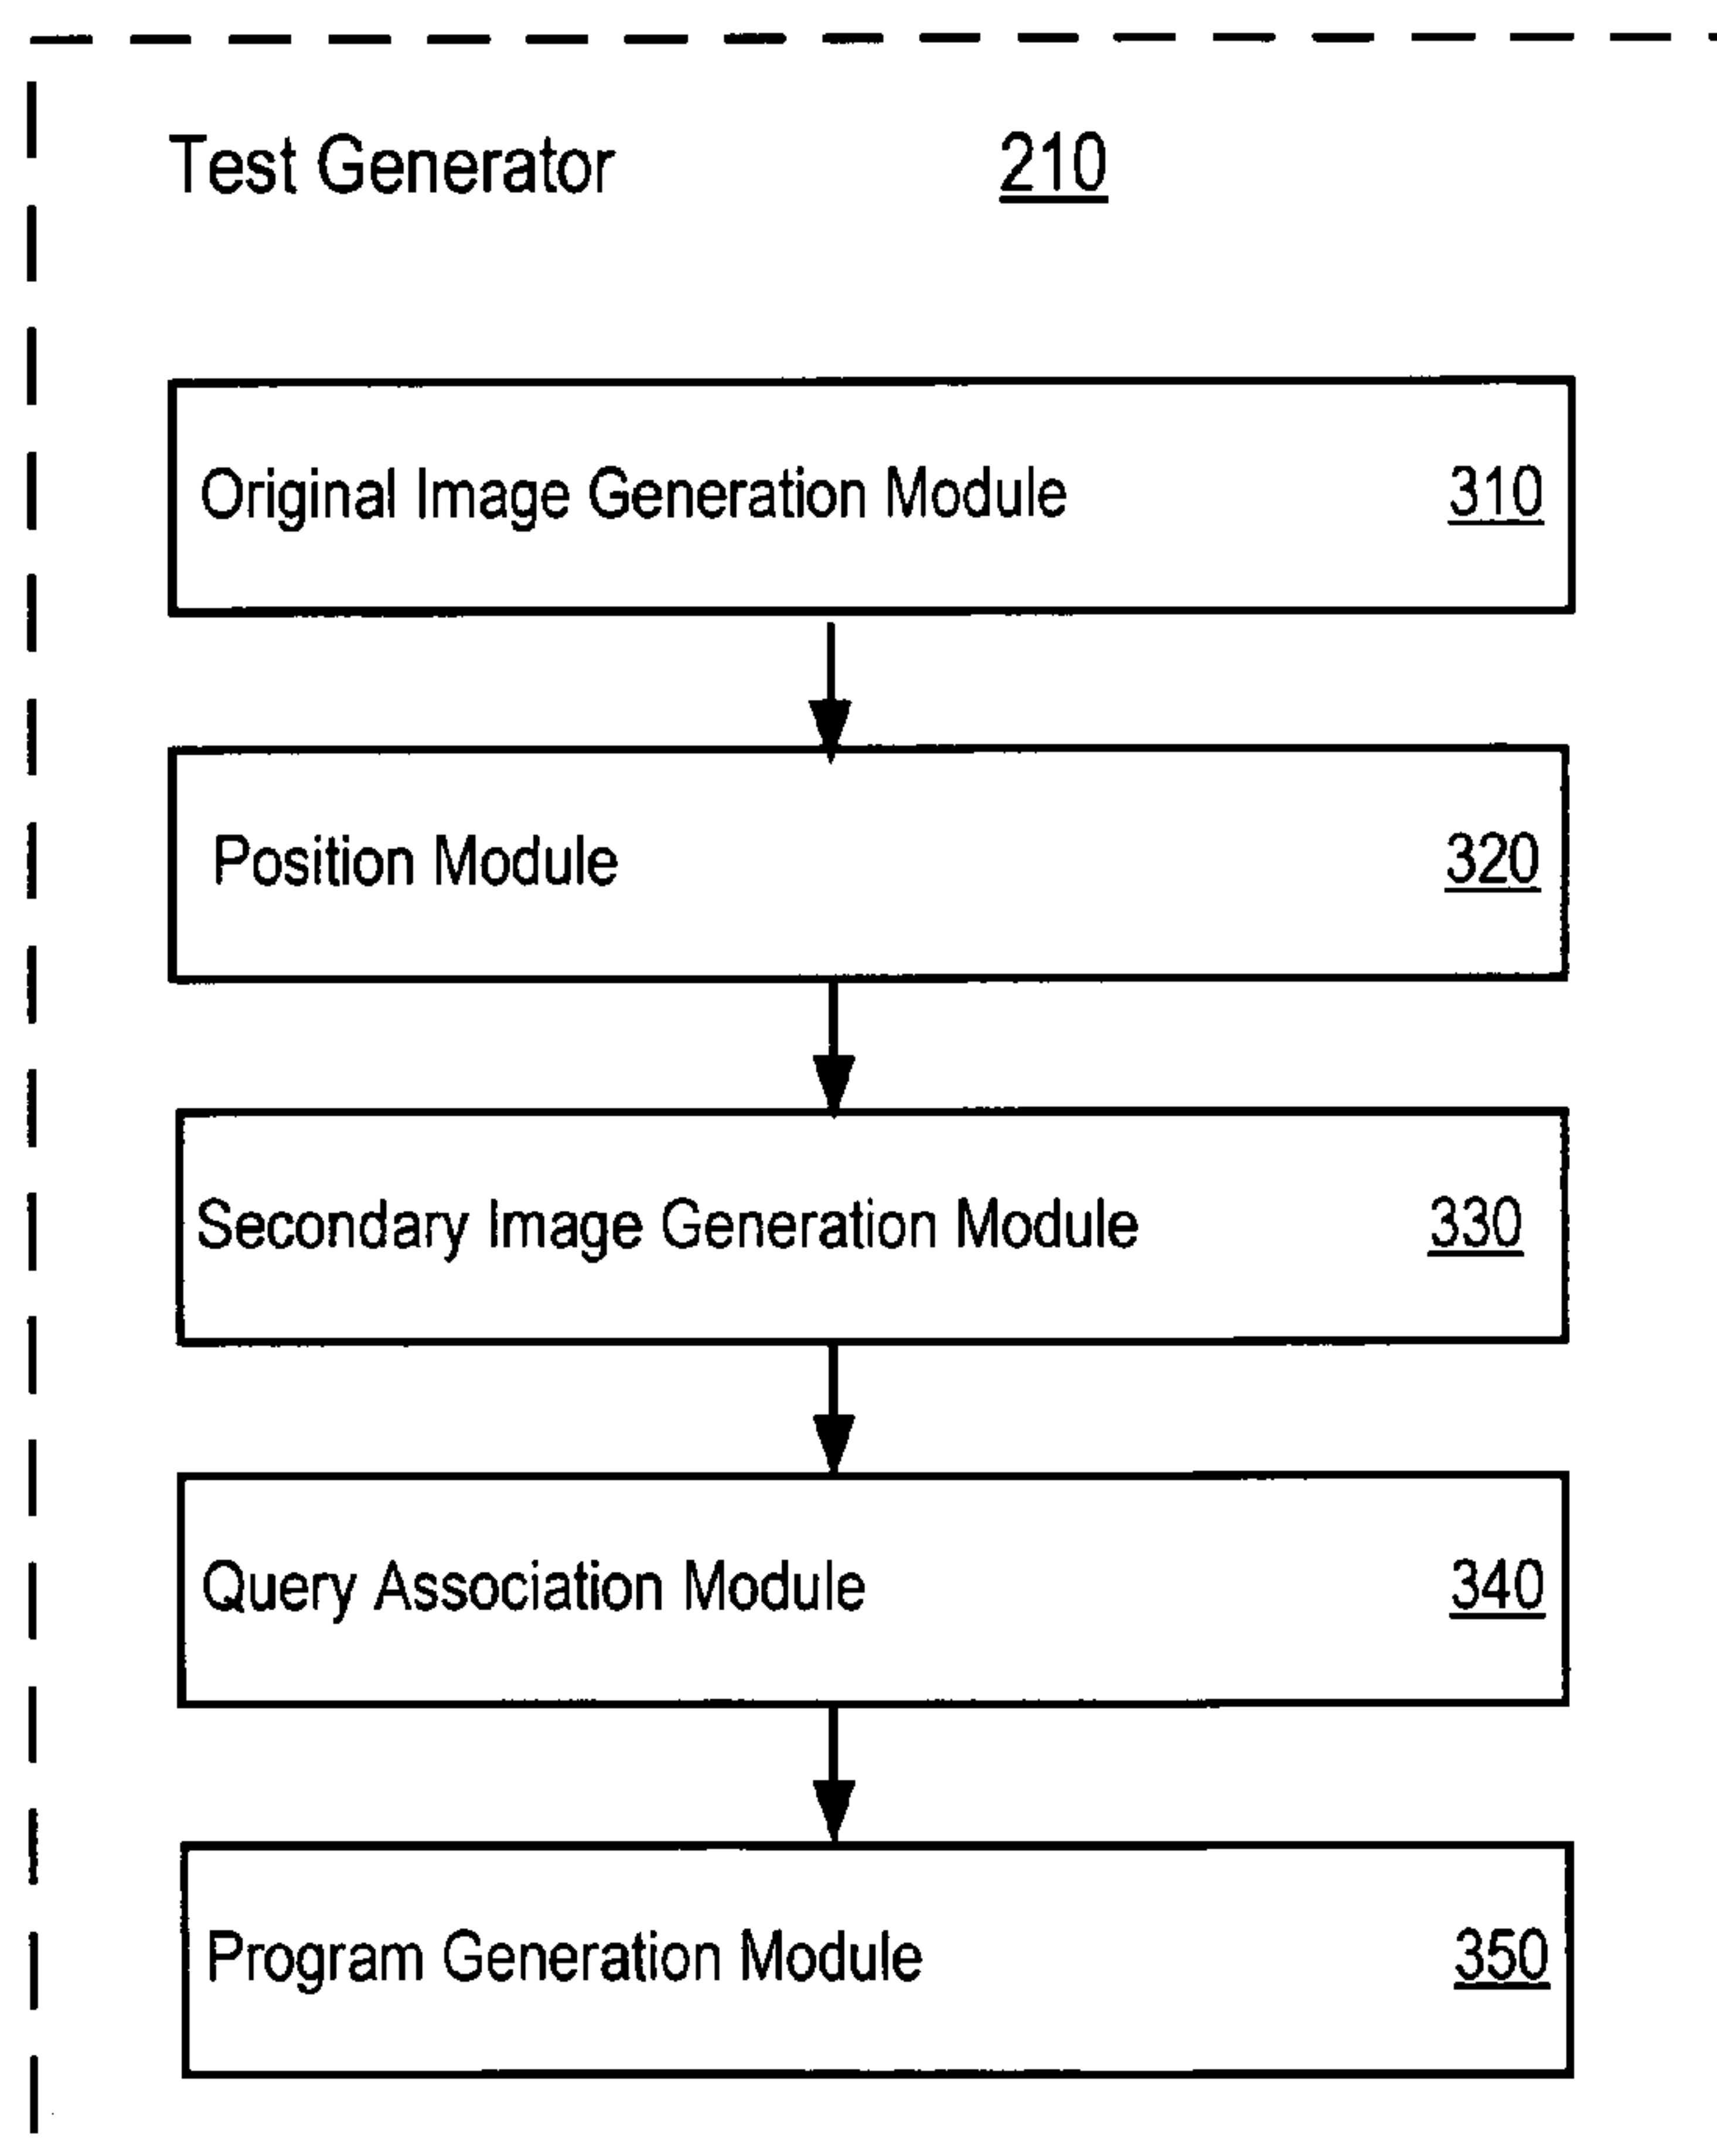 Test Generator 210
Original Image Generation Module 310
Position Module 320
Secondary Image Generation Module 330
Query Association Module 340
Program Generation Module 350